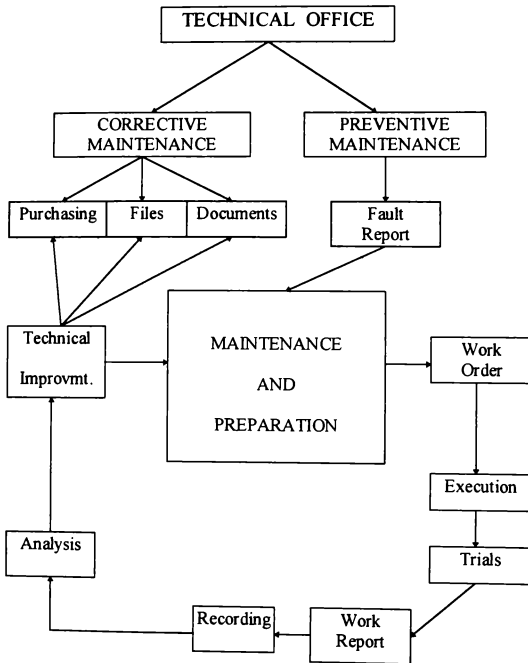 TECHNICAL OFFICE
CORRECTIVE
MAINTENANCE
PREVENTIVE
MAINTENANCE
Purchasing
Files
Documents
Fault
Report
Technical
Improvmt.
MAINTENANCE
AND
PREPARATION
Work
Order
Execution
Analysis
Trials
Recording
Work
Report